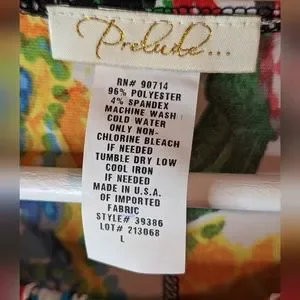 Prelude...
RN# 90714
96% POLYESTER
4% SPANDEX
MACHINE WASH
COLD WATER
ONLY NON-
CHLORINE BLEACH
IF NEEDED
TUMBLE DRY LOW
COOL IRON
IF NEEDED
MADE IN U.S.A.
OF IMPORTED
FABRIC
STYLE# 39386
LOT# 213068
L